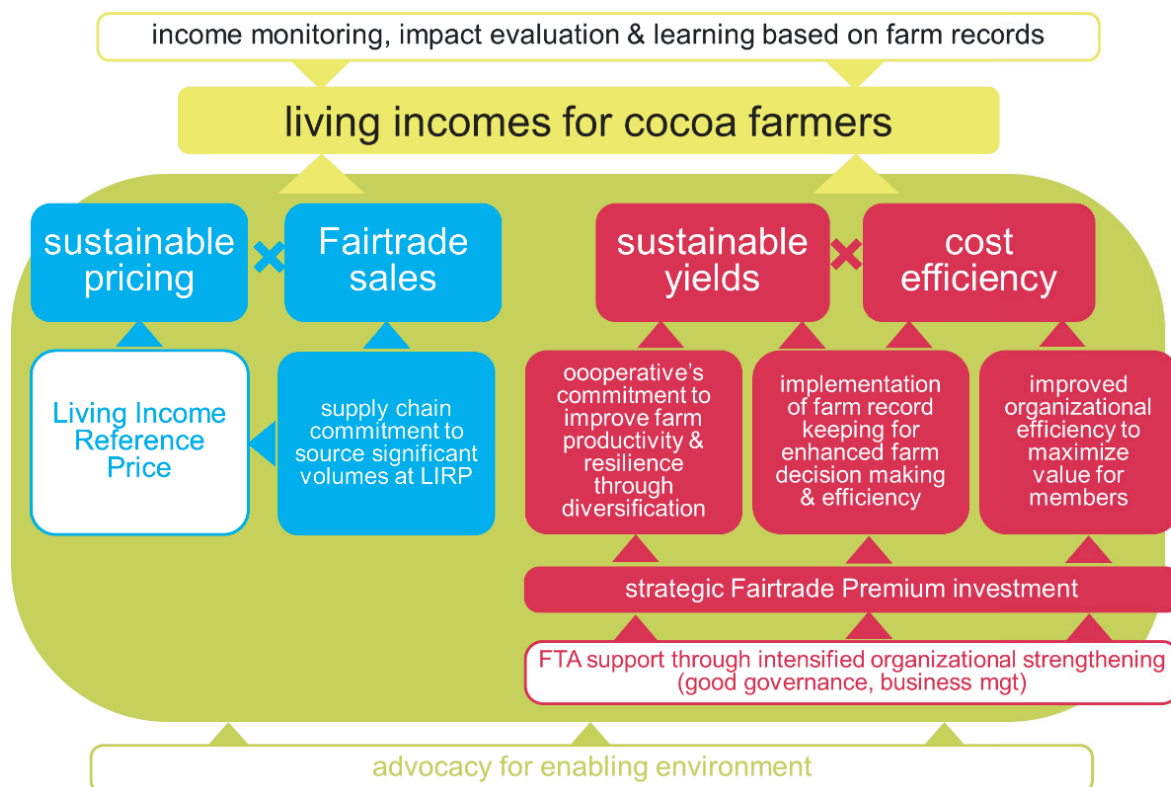 income monitoring, impact evaluation & learning based on farm records
living incomes for cocoa farmers
sustainable
pricing
Fairtrade
sales
sustainable
yields
cost
efficiency
Living Income
Reference
Price
supply chain
commitment to
source significant
volumes at LIRP
oooperative's
commitment to
improve farm
productivity &
resilience
through
diversification
implementation
of farm record
keeping for
enhanced farm
decision making
& efficiency
improved
organizational
efficiency to
maximize
value for
members
strategic Fairtrade Premium investment
FTA support through intensified organizational strengthening
(good governance, business mgt)
advocacy for enabling environment